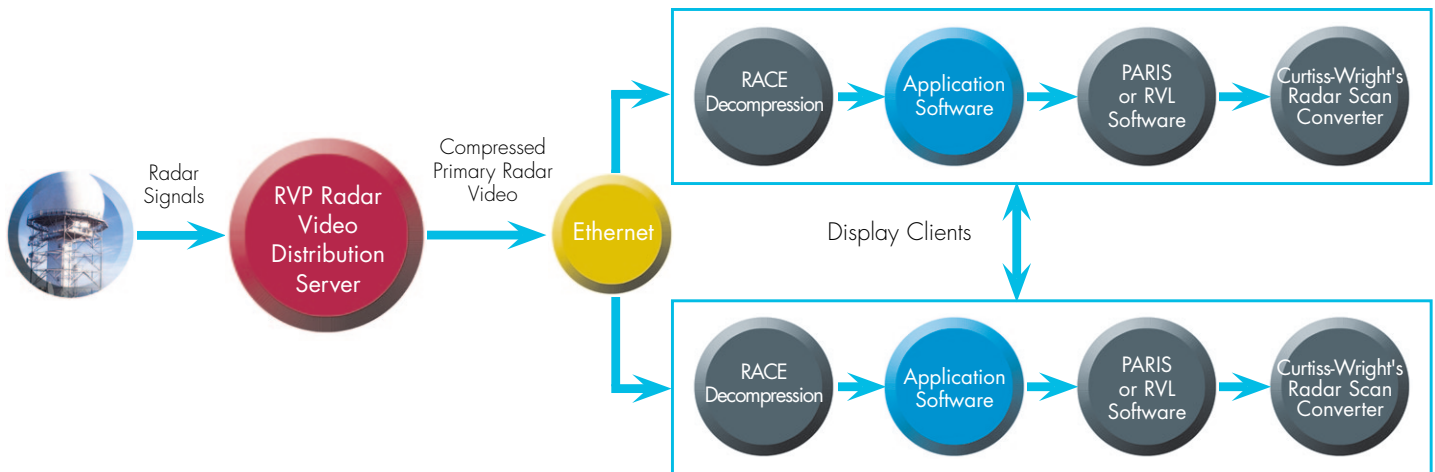 Radar
Signals
RVP Radar
Video
Distribution
Server
Compressed
Primary Radar
Video
Ethernet
RACE
Decompression
Application
Software
PARIS
or RVL
Software
Curtiss-Wright's
Radar Scan
Converter
Display Clients
RACE
Decompression
Application
Software
PARIS
or RVL
Software
Curtiss-Wright's
Radar Scan
Converter